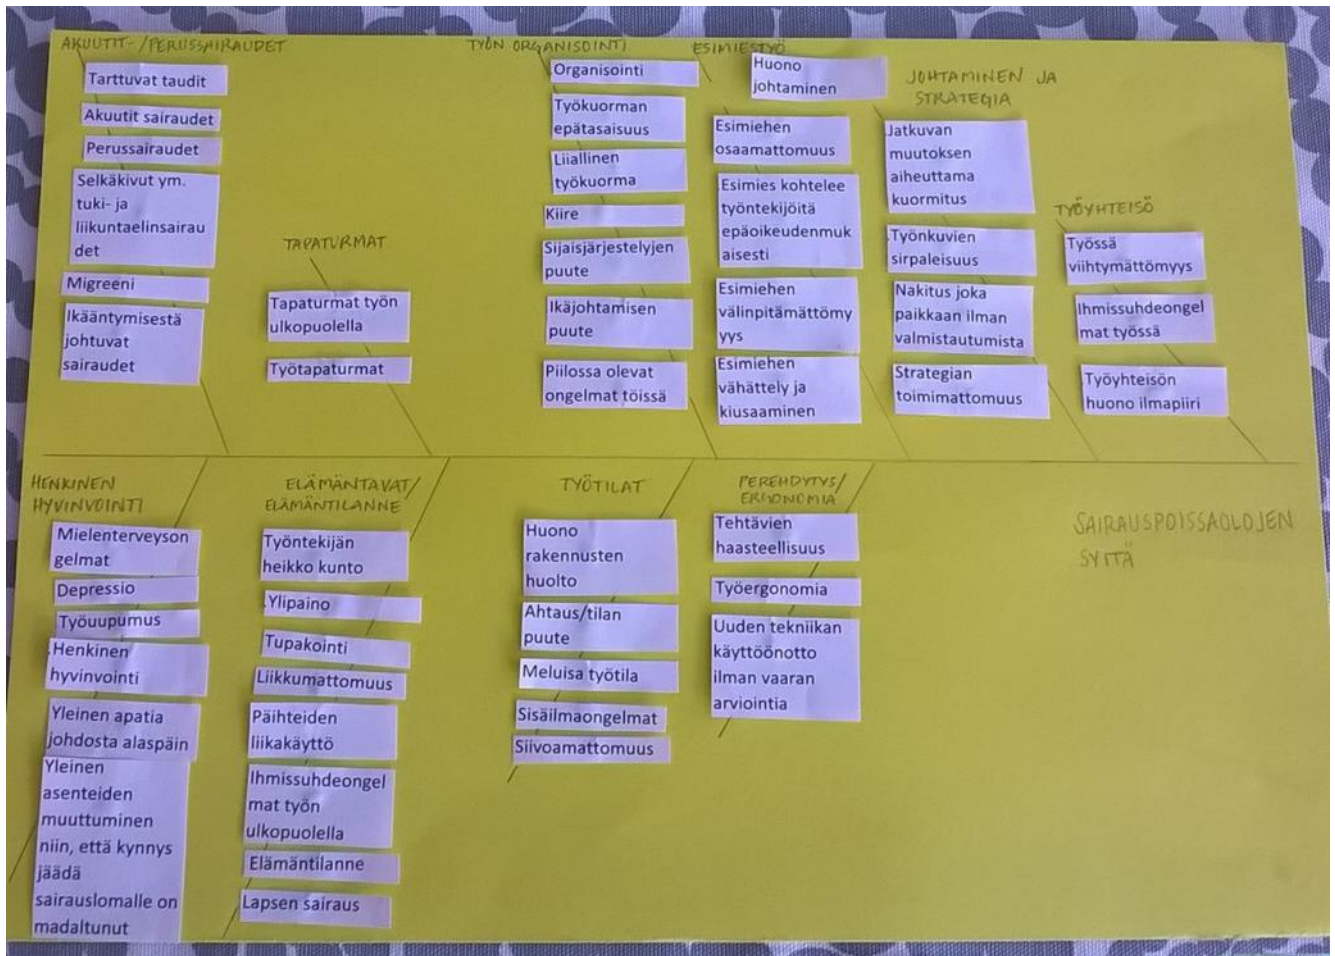 AKUUTIT-/PERUSSAIRAUDET
Tarttuvat taudit
Akuutit sairaudet
Perussairaudet
Selkäkivut ym.
tuki- ja
liikuntaelinsairau
det
Migreeni
Ikääntymisestä
johtuvat
sairaudet
TAPATURMAT
Tapaturmat työn
ulkopuolella
Työtapaturmat
TYÖN ORGANISOINTI
Organisointi
Työkuorman
epätasaisuus
Liiallinen
työkuorma
Kiire
Sijaisjärjestelyjen
puute
Ikäjohtamisen
puute
Piilossa olevat
ongelmat töissä
ESIMIESTYÖ
Huono
johtaminen
Esimiehen
osaamattomuus
Esimies kohtelee
työntekijöitä
epäoikeudenmuk
aisesti
Esimiehen
välinpitämättömy
yys
Esimiehen
vähättely ja
kiusaaminen
JOHTAMINEN JA
STRATEGIA
Jatkuvan
muutoksen
aiheuttama
kuormitus
Työnkuvien
sirpaleisuus
Nakitus joka
paikkaan ilman
valmistautumista
Strategian
toimimattomuus
TYÖYHTEISÖ
Työssä
viihtymättömyys
Ihmissuhdeongel
mat työssä
Työyhteisön
huono ilmapiiri
HENKINEN
HYVINVOINTI
Mielenterveyson
gelmat
Depressio
Työuupumus
Henkinen
hyvinvointi
Yleinen apatia
johdosta alaspäin
Yleinen
asenteiden
muuttuminen
niin, että kynnys
jäädä
sairauslomalle on
madaltunut
ELÄMÄNTAVAT/
ELÄMÄNTILANNE
Työntekijän
heikko kunto
Ylipaino
Tupakointi
Liikkumattomuus
Päihteiden
liikakäyttö
Ihmissuhdeongel
mat työn
ulkopuolella
Elämäntilanne
Lapsen sairaus
TYÖTILAT
Huono
rakennusten
huolto
Ahtaus/tilan
puute
Meluisa työtila
Sisäilmaongelmat
Siivoamattomuus
PEREHDYTYS/
ERGONOMIA
Tehtävien
haasteellisuus
Työergonomia
Uuden tekniikan
käyttöönotto
ilman vaaran
arviointia
SAIRAUSPOISSAOLOJEN
SYITÄ